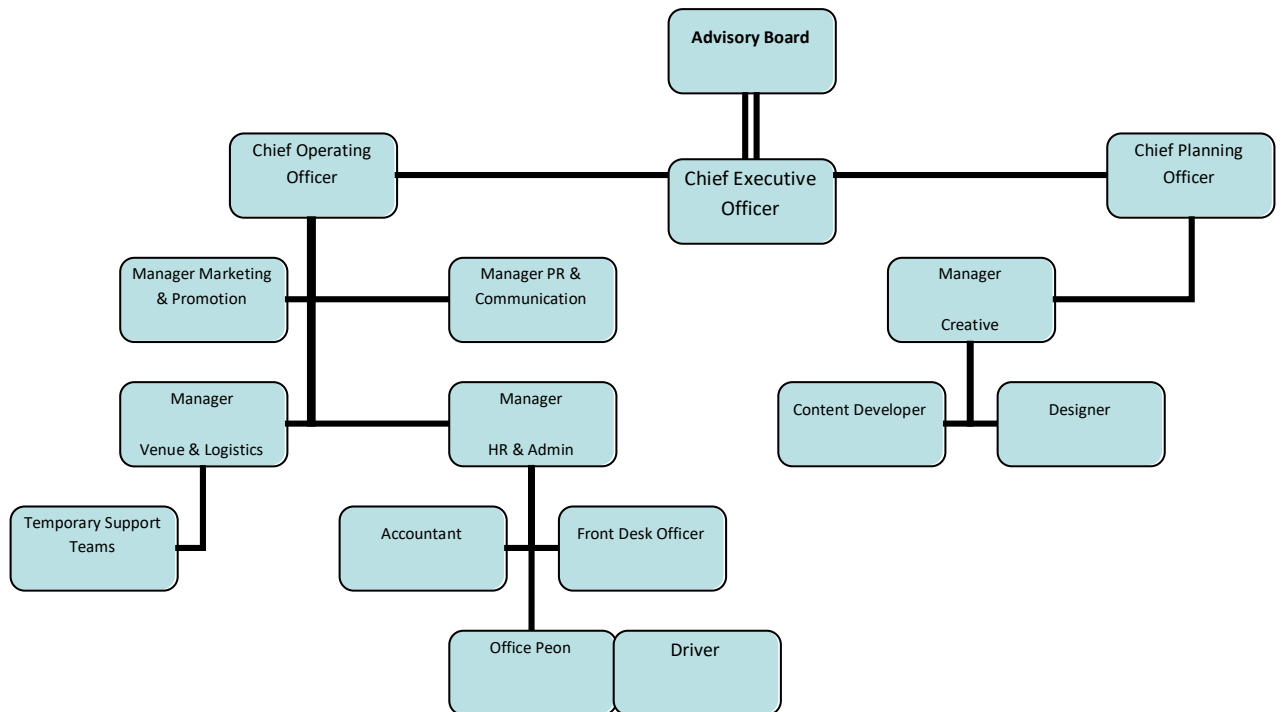 Advisory Board
Chief Operating
Officer
Chief Executive
Officer
Chief Planning
Officer
Manager Marketing
& Promotion
Manager PR &
Communication
Manager
Creative
Manager
Venue & Logistics
Manager
HR & Admin
Content Developer
Designer
Temporary Support
Teams
Accountant
Front Desk Officer
Office Peon
Driver